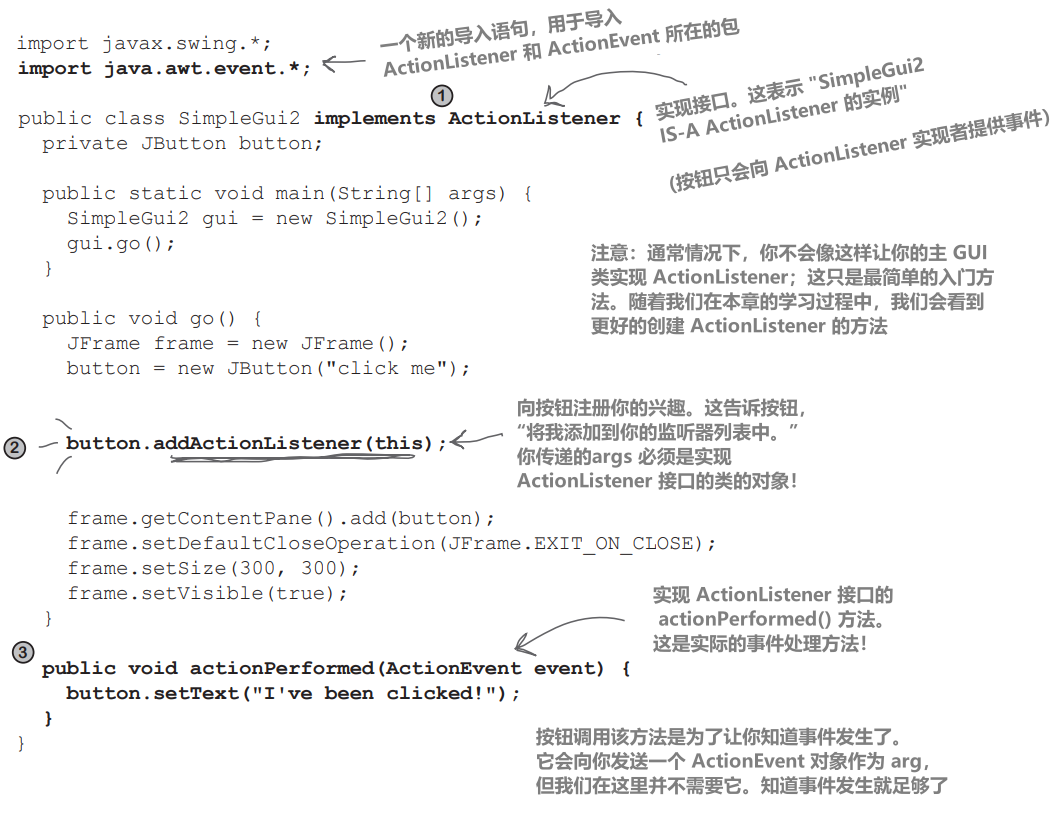 import javax.swing.*;
import java.awt.event.*;
一个新的导入语句，用于导入
ActionListener 和 ActionEvent 所在的包
1
public class SimpleGui2 implements ActionListener {
实现接口。这表示 "SimpleGui2
IS-A ActionListener 的实例"
(按钮只会向 ActionListener 实现者提供事件)
private JButton button;
public static void main(String[] args) {
SimpleGui2 gui = new SimpleGui2();
gui.go();
}
注意：通常情况下，你不会像这样让你的主 GUI
类实现 ActionListener；这只是最简单的入门方
法。随着我们在本章的学习过程中，我们会看到
更好的创建 ActionListener 的方法
public void go() {
JFrame frame = new JFrame();
button = new JButton("click me");
2
button.addActionListener(this);
向按钮注册你的兴趣。这告诉按钮，
“将我添加到你的监听器列表中。”
你传递的args 必须是实现
ActionListener 接口的类的对象！
frame.getContentPane().add(button);
frame.setDefaultCloseOperation(JFrame.EXIT_ON_CLOSE);
frame.setSize(300, 300);
frame.setVisible(true);
}
实现 ActionListener 接口的
actionPerformed() 方法。
这是实际的事件处理方法！
3
public void actionPerformed(ActionEvent event) {
button.setText("I've been clicked!");
}
}
按钮调用该方法是为了让你知道事件发生了。
它会向你发送一个 ActionEvent 对象作为 arg，
但我们在这里并不需要它。知道事件发生就足够了